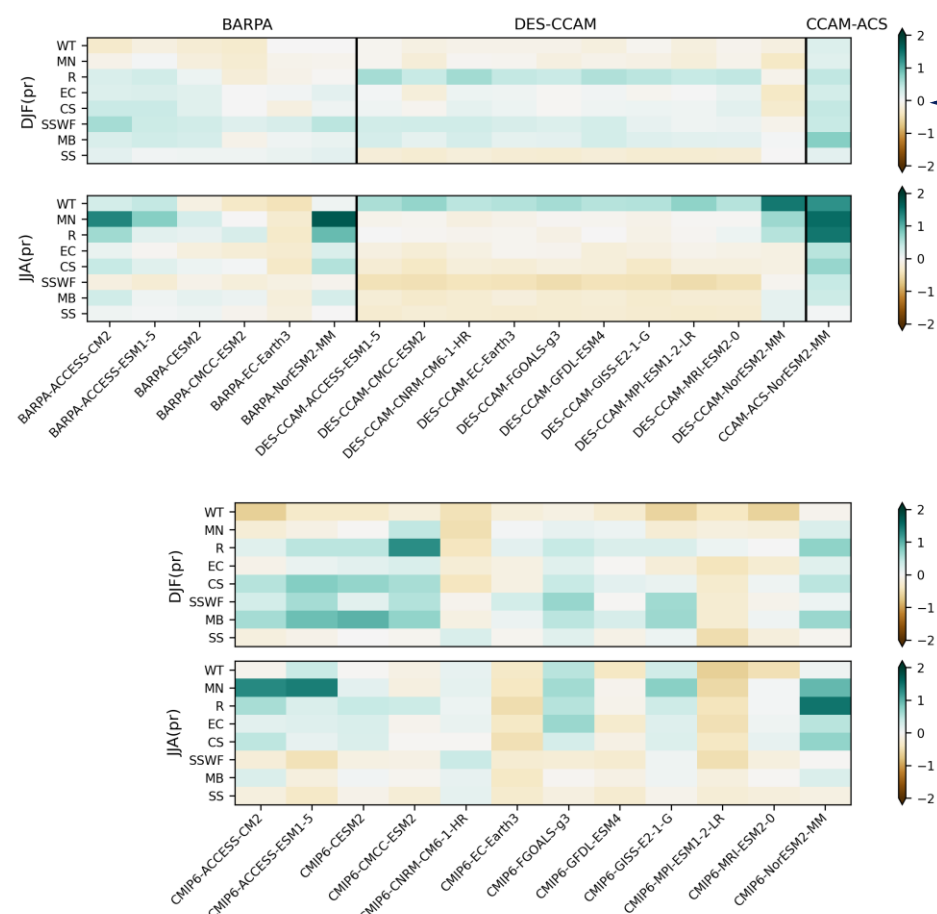 BARPA DES-CCAM CCAM-ACS
DJF(pr)
WT
MN
R
EC
CS
SSWF
MB
SS
2
1
0
−1
−2
JJA(pr)
WT
MN
R
EC
CS
SSWF
MB
SS
2
1
0
−1
−2
BARPA-ACCESS-CM2
BARPA-ACCESS-ESM1-5
BARPA-CESM2
BARPA-CMCC-ESM2
BARPA-EC-Earth3
BARPA-NorESM2-MM
DES-CCAM-ACCESS-ESM1-5
DES-CCAM-CMCC-ESM2
DES-CCAM-CNRM-CM6-1-HR
DES-CCAM-EC-Earth3
DES-CCAM-FGOALS-g3
DES-CCAM-GFDL-ESM4
DES-CCAM-GISS-E2-1-G
DES-CCAM-MPI-ESM1-2-LR
DES-CCAM-MRI-ESM2-0
DES-CCAM-NorESM2-MM
CCAM-ACS-NorESM2-MM
DJF(pr)
WT
MN
R
EC
CS
SSWF
MB
SS
2
1
0
−1
−2
JJA(pr)
WT
MN
R
EC
CS
SSWF
MB
SS
2
1
0
−1
−2
CMIP6-ACCESS-CM2
CMIP6-ACCESS-ESM1-5
CMIP6-CESM2
CMIP6-CMCC-ESM2
CMIP6-CNRM-CM6-1-HR
CMIP6-EC-Earth3
CMIP6-FGOALS-g3
CMIP6-GFDL-ESM4
CMIP6-GISS-E2-1-G
CMIP6-MPI-ESM1-2-LR
CMIP6-MRI-ESM2-0
CMIP6-NorESM2-MM